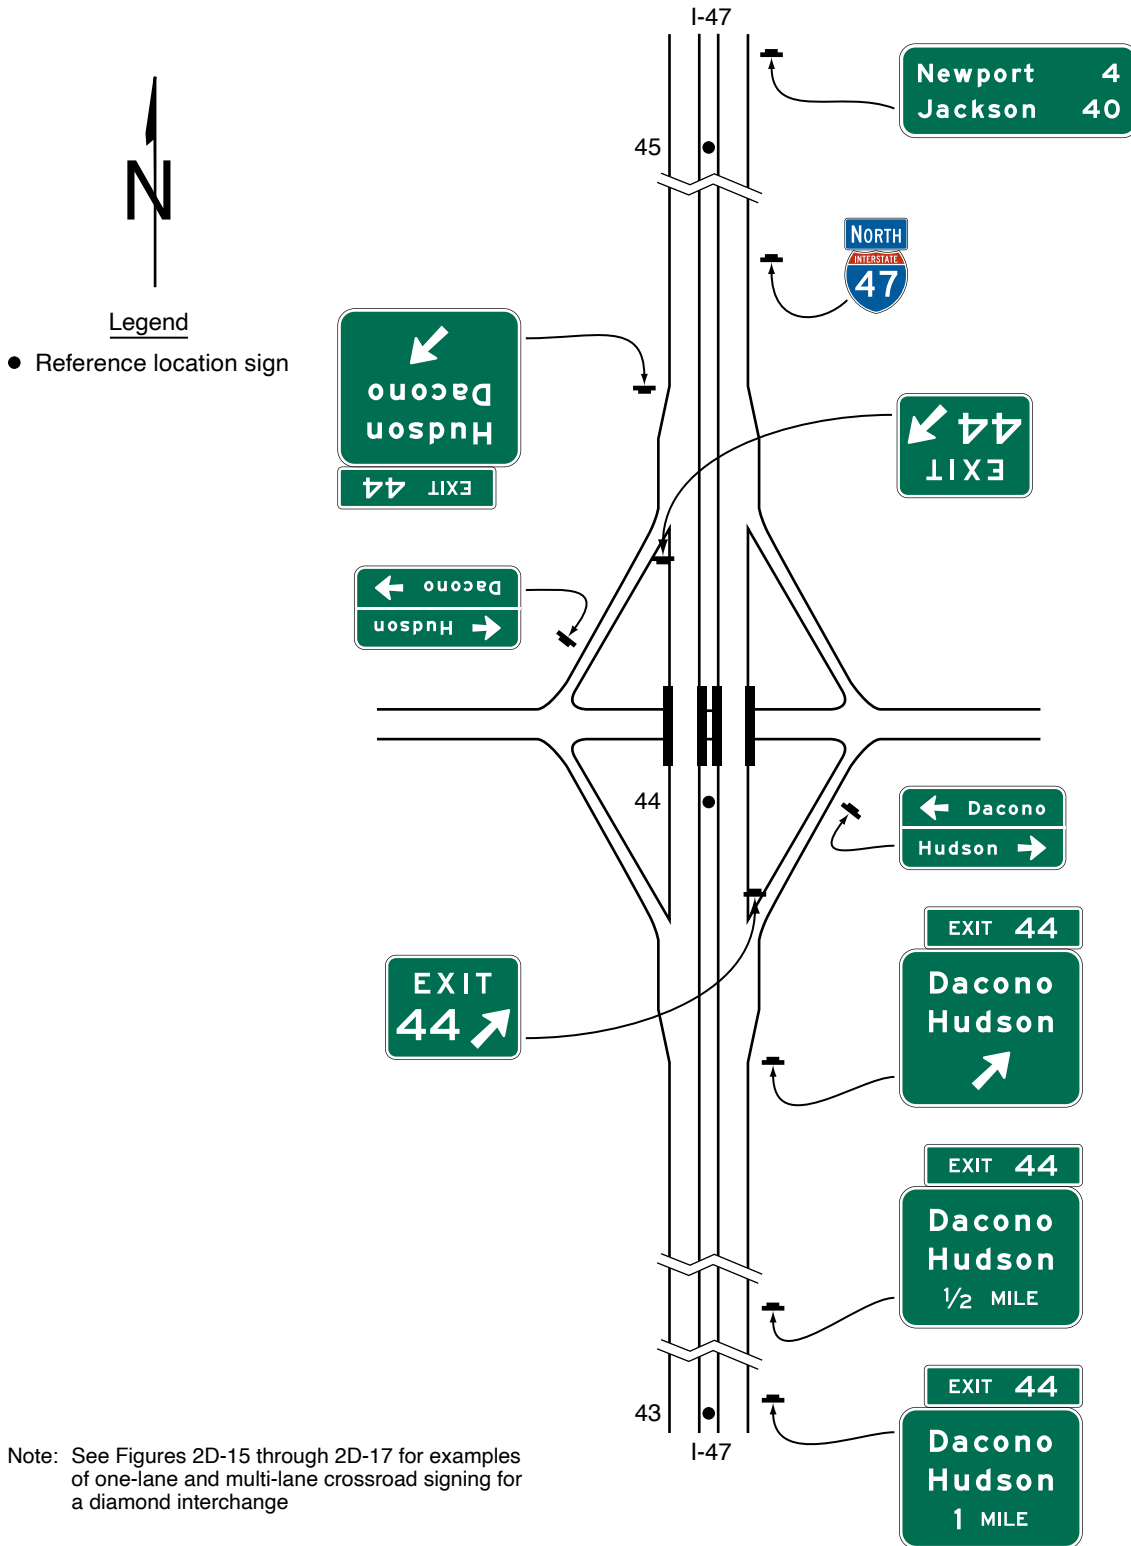 I-47
Newport 4
Jackson 40
45
N
NORTH
INTERSTATE
47
Legend
Reference location sign
Dacono
Hudson
EXIT 44
EXIT
44
Dacono
Hudson
44
Dacono
Hudson
EXIT 44
Dacono
Hudson
EXIT
44
EXIT 44
Dacono
Hudson
1/2 MILE
EXIT 44
Dacono
Hudson
1 MILE
43
I-47
Note: See Figures 2D-15 through 2D-17 for examples
of one-lane and multi-lane crossroad signing for
a diamond interchange